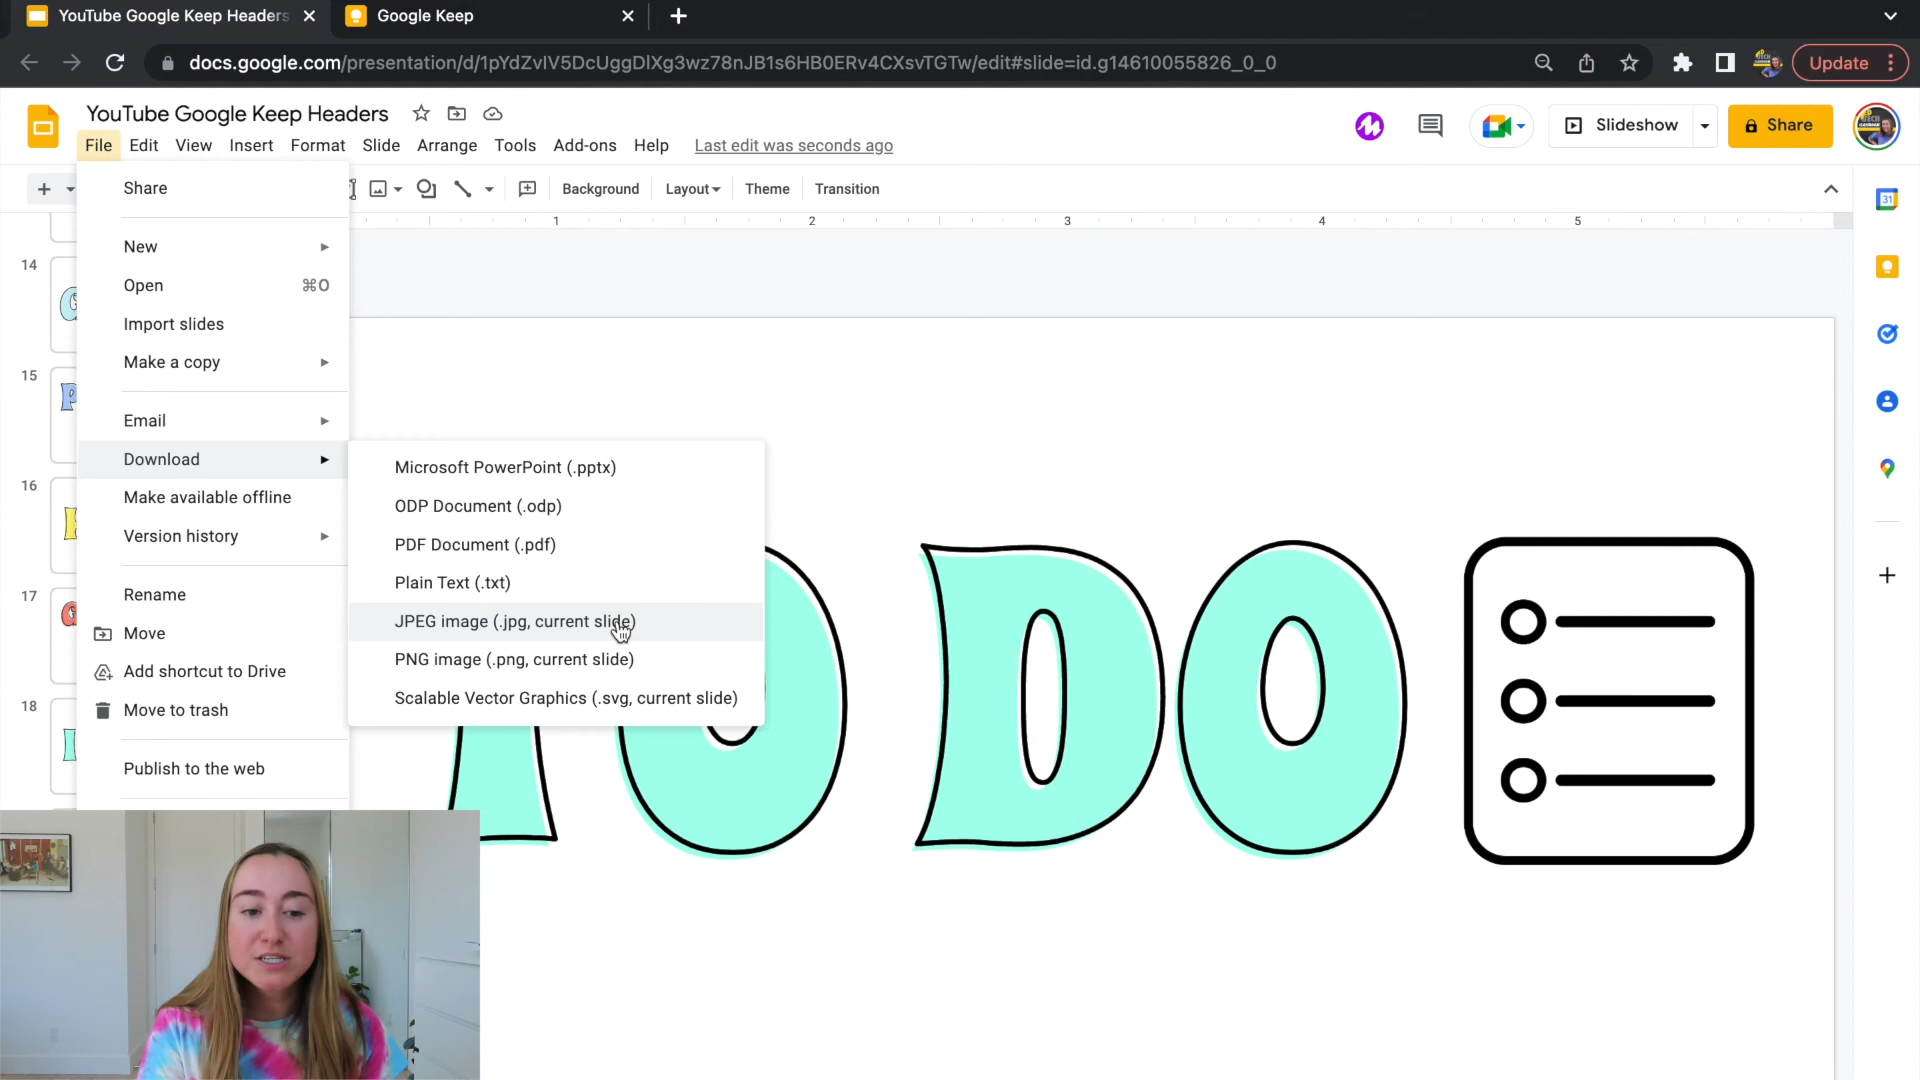 YouTube Google Keep Headers
Google Keep
docs.google.com/presentation/d/1pYdZvIV5DcUggDlXg3wz78nJB1s6HB0ERv4CXsvTGTw/edit#slide=id.g14610055826_0_0
Update
YouTube Google Keep Headers
File Edit View Insert Format Slide Arrange Tools Add-ons Help Last edit was seconds ago
Slideshow
Share
Background Layout Theme Transition
1 2 3 4 5
31
Share
New
Open ⌘O
Import slides
Make a copy
Email
Download
Make available offline
Version history
Rename
Move
Add shortcut to Drive
Move to trash
Publish to the web
Microsoft PowerPoint (.pptx)
ODP Document (.odp)
PDF Document (.pdf)
Plain Text (.txt)
JPEG image (.jpg, current slide)
PNG image (.png, current slide)
Scalable Vector Graphics (.svg, current slide)
14
15
16
17
18
TO DO